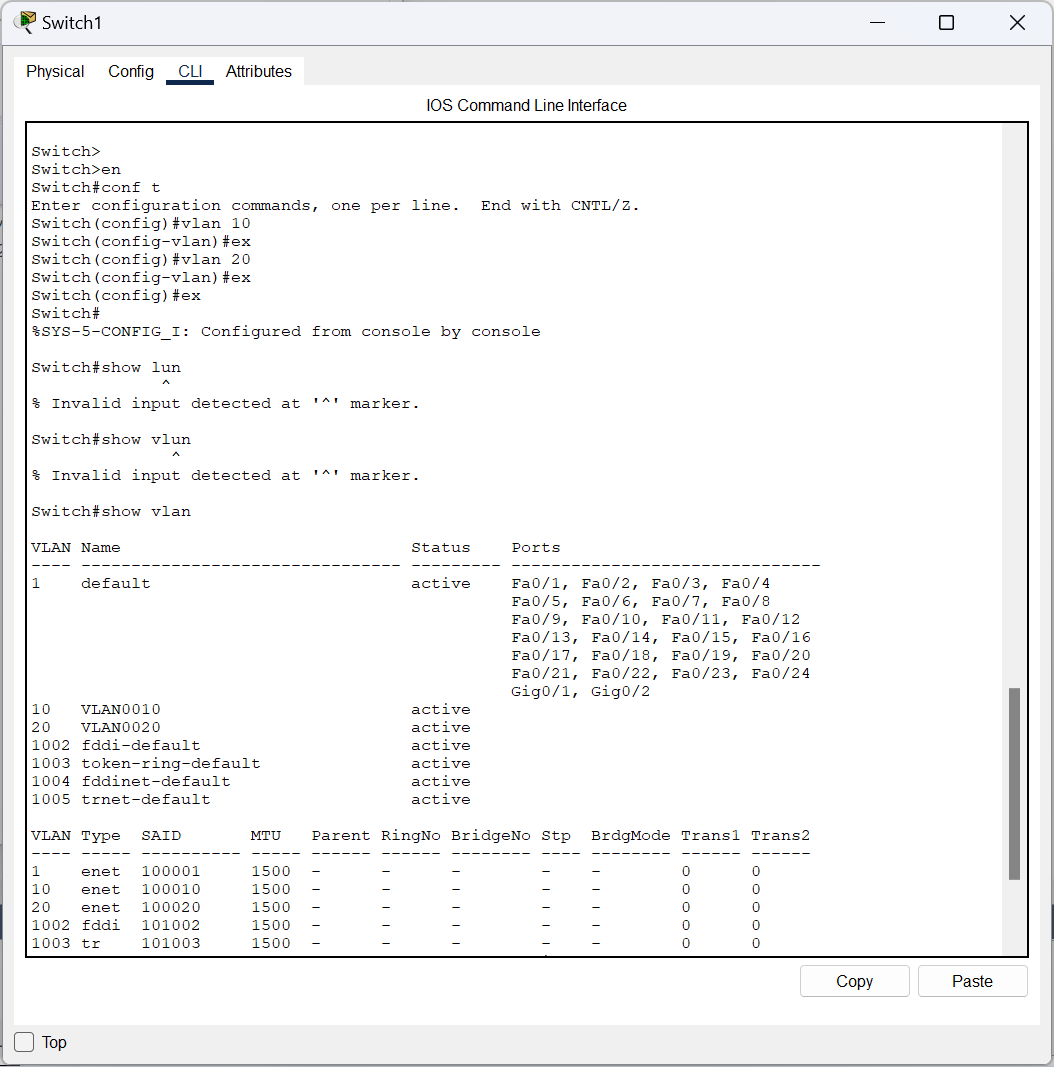 Switch1
Physical Config CLI Attributes
IOS Command Line Interface
Switch>
Switch>en
Switch#conf t
Enter configuration commands, one per line.  End with CNTL/Z.
Switch(config)#vlan 10
Switch(config-vlan)#ex
Switch(config)#vlan 20
Switch(config-vlan)#ex
Switch(config)#ex
Switch#
%SYS-5-CONFIG_I: Configured from console by console
Switch#show lun
^
% Invalid input detected at '^' marker.
Switch#show vlun
^
% Invalid input detected at '^' marker.
Switch#show vlan
VLAN Name                             Status    Ports
---- -------------------------------- --------- -------------------------------
1    default                          active    Fa0/1, Fa0/2, Fa0/3, Fa0/4
Fa0/5, Fa0/6, Fa0/7, Fa0/8
Fa0/9, Fa0/10, Fa0/11, Fa0/12
Fa0/13, Fa0/14, Fa0/15, Fa0/16
Fa0/17, Fa0/18, Fa0/19, Fa0/20
Fa0/21, Fa0/22, Fa0/23, Fa0/24
Gig0/1, Gig0/2
10   VLAN0010                         active
20   VLAN0020                         active
1002 fddi-default                     active
1003 token-ring-default               active
1004 fddinet-default                  active
1005 trnet-default                    active
VLAN Type  SAID       MTU   Parent RingNo BridgeNo Stp  BrdgMode Trans1 Trans2
---- ----- ---------- ----- ------ ------ -------- ---- -------- ------ ------
1    enet  100001     1500  -      -      -        -    -        0      0
10   enet  100010     1500  -      -      -        -    -        0      0
20   enet  100020     1500  -      -      -        -    -        0      0
1002 fddi  101002     1500  -      -      -        -    -        0      0
1003 tr    101003     1500  -      -      -        -    -        0      0
Copy Paste
Top